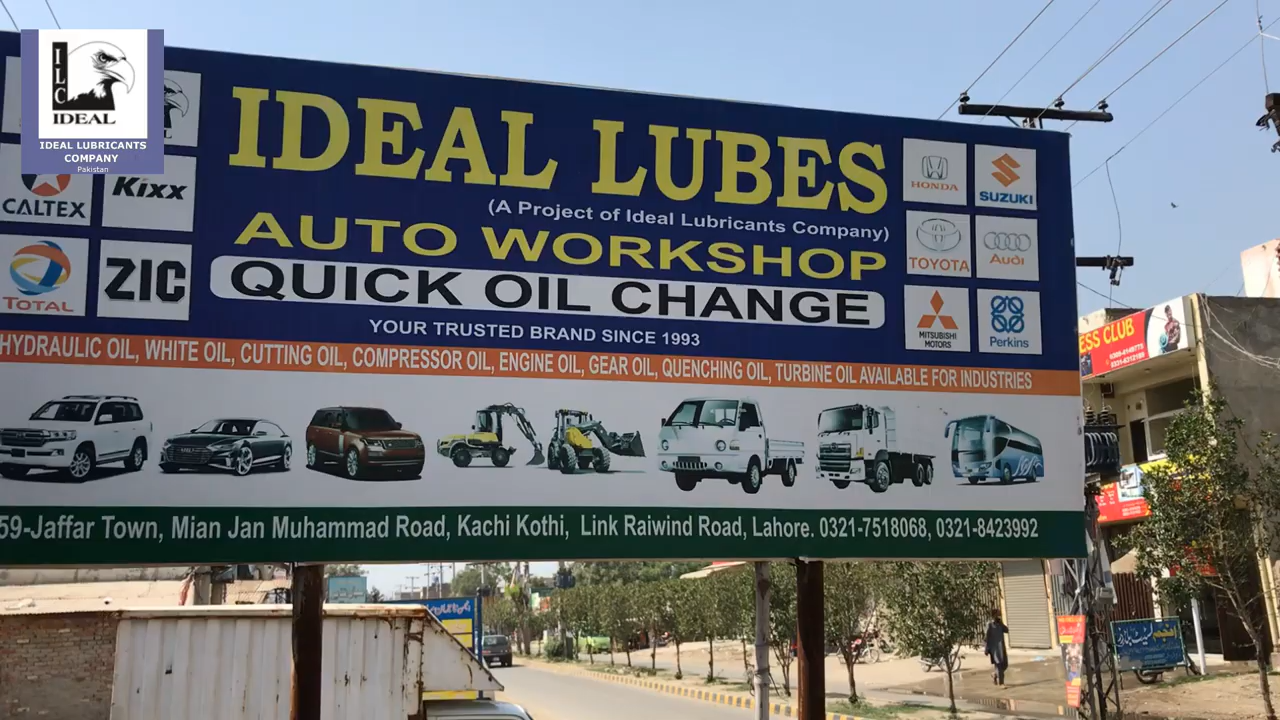 ILC
IDEAL
IDEAL LUBRICANTS
COMPANY
Pakistan
IDEAL LUBES
(A Project of Ideal Lubricants Company)
AUTO WORKSHOP
QUICK OIL CHANGE
YOUR TRUSTED BRAND SINCE 1993
CALTEX
Kixx
TOTAL
ZIC
HONDA
SUZUKI
TOYOTA
Audi
MITSUBISHI
MOTORS
Perkins
HYDRAULIC OIL, WHITE OIL, CUTTING OIL, COMPRESSOR OIL, ENGINE OIL, GEAR OIL, QUENCHING OIL, TURBINE OIL AVAILABLE FOR INDUSTRIES
59-Jaffar Town, Mian Jan Muhammad Road, Kachi Kothi, Link Raiwind Road, Lahore. 0321-7518068, 0321-8423992
ESS CLUB